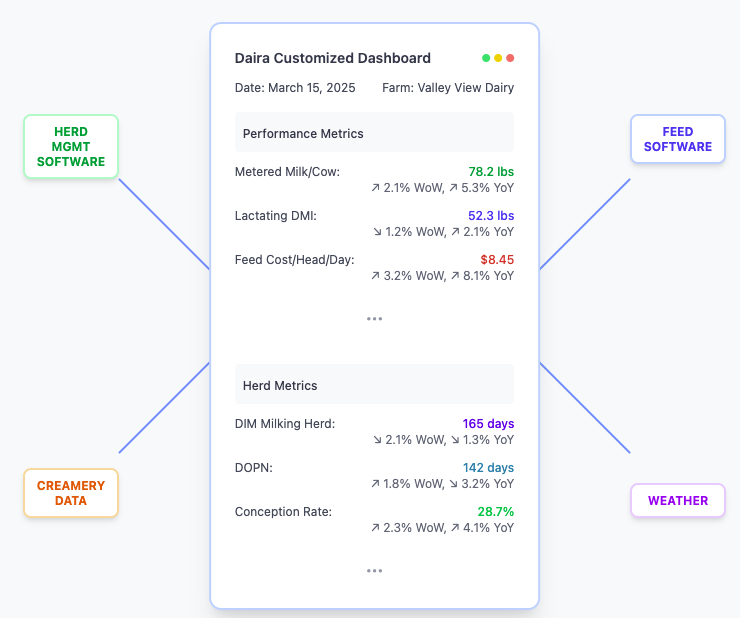 Daira Customized Dashboard
Date: March 15, 2025 Farm: Valley View Dairy
HERD
MGMT
SOFTWARE
FEED
SOFTWARE
Performance Metrics
Metered Milk/Cow: 78.2 lbs
↗ 2.1% WoW, ↗ 5.3% YoY
Lactating DMI: 52.3 lbs
↘ 1.2% WoW, ↗ 2.1% YoY
Feed Cost/Head/Day: $8.45
↗ 3.2% WoW, ↗ 8.1% YoY
•••
Herd Metrics
DIM Milking Herd: 165 days
↘ 2.1% WoW, ↘ 1.3% YoY
DOPN: 142 days
↗ 1.8% WoW, ↘ 3.2% YoY
Conception Rate: 28.7%
↗ 2.3% WoW, ↗ 4.1% YoY
•••
CREAMERY
DATA
WEATHER